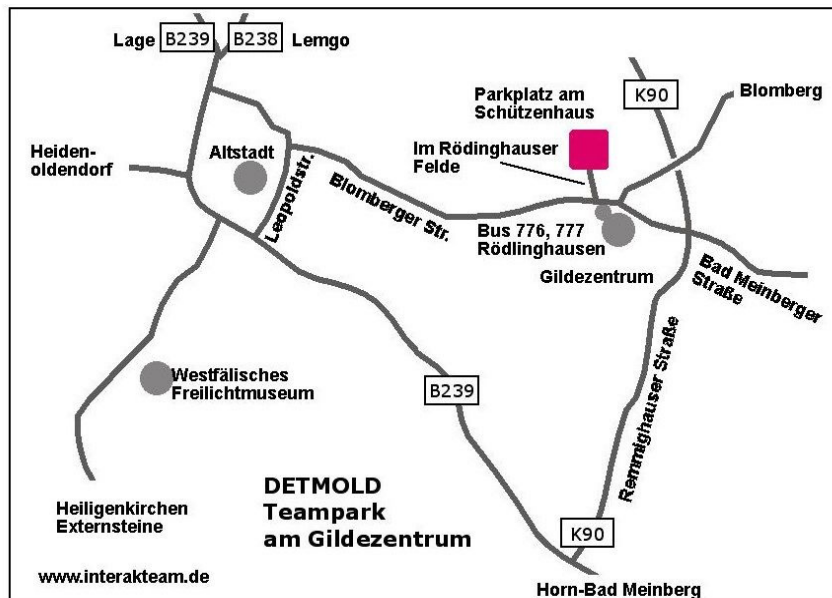 Lage B239 B238 Lemgo
K90
Blomberg
Parkplatz am
Schützenhaus
Heiden-
oldendorf
Altstadt
Im Rödinghauser
Felde
Leopoldstr.
Blomberger Str.
Bus 776, 777
Rödlinghausen
Gildezentrum
Bad Meinberger
Straße
Remmighauser Straße
Westfälisches
Freilichtmuseum
B239
DETMOLD
Teampark
am Gildezentrum
Heiligenkirchen
Externsteine
K90
www.interakteam.de
Horn-Bad Meinberg